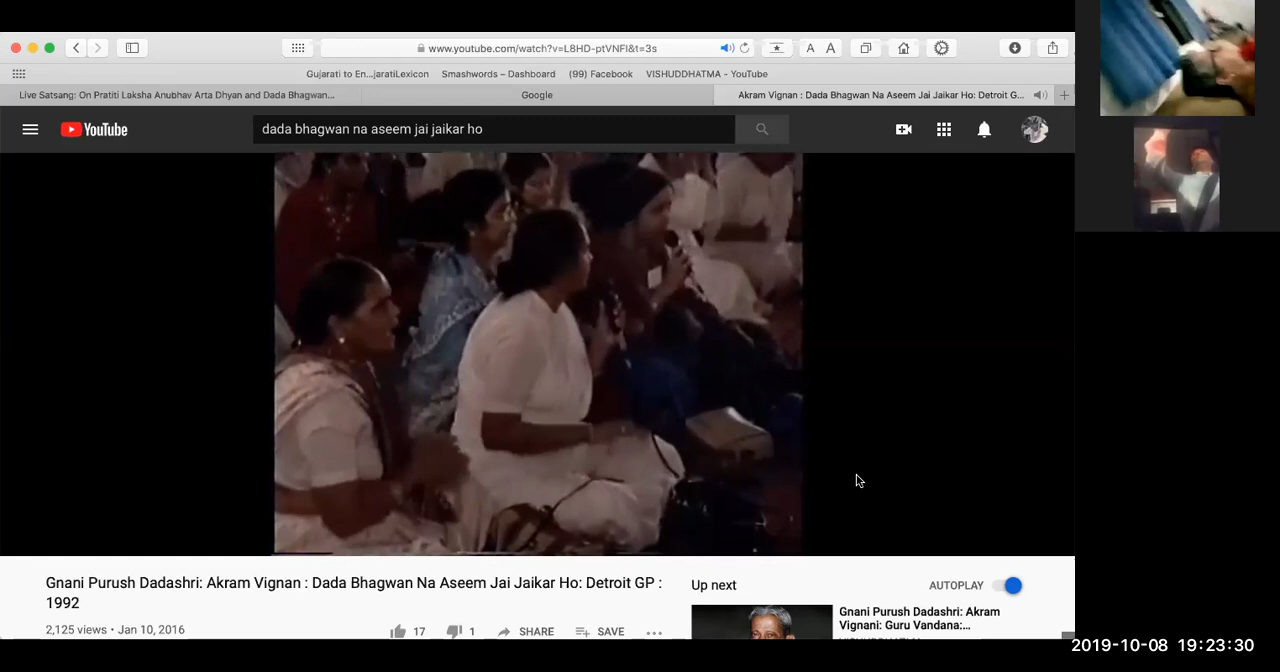 www.youtube.com/watch?v=L8HD-ptVNFI&t=3s
A A
Gujarati to En...jaratiLexicon Smashwords – Dashboard (99) Facebook VISHUDDHATMA - YouTube
Live Satsang: On Pratiti Laksha Anubhav Arta Dhyan and Dada Bhagwan... Google Akram Vignan : Dada Bhagwan Na Aseem Jai Jaikar Ho: Detroit G...
YouTube dada bhagwan na aseem jai jaikar ho
Gnani Purush Dadashri: Akram Vignan : Dada Bhagwan Na Aseem Jai Jaikar Ho: Detroit GP :
1992
2,125 views • Jan 10, 2016
17 1 SHARE SAVE
Up next AUTOPLAY
Gnani Purush Dadashri: Akram
Vignani: Guru Vandana:...
2019-10-08 19:23:30